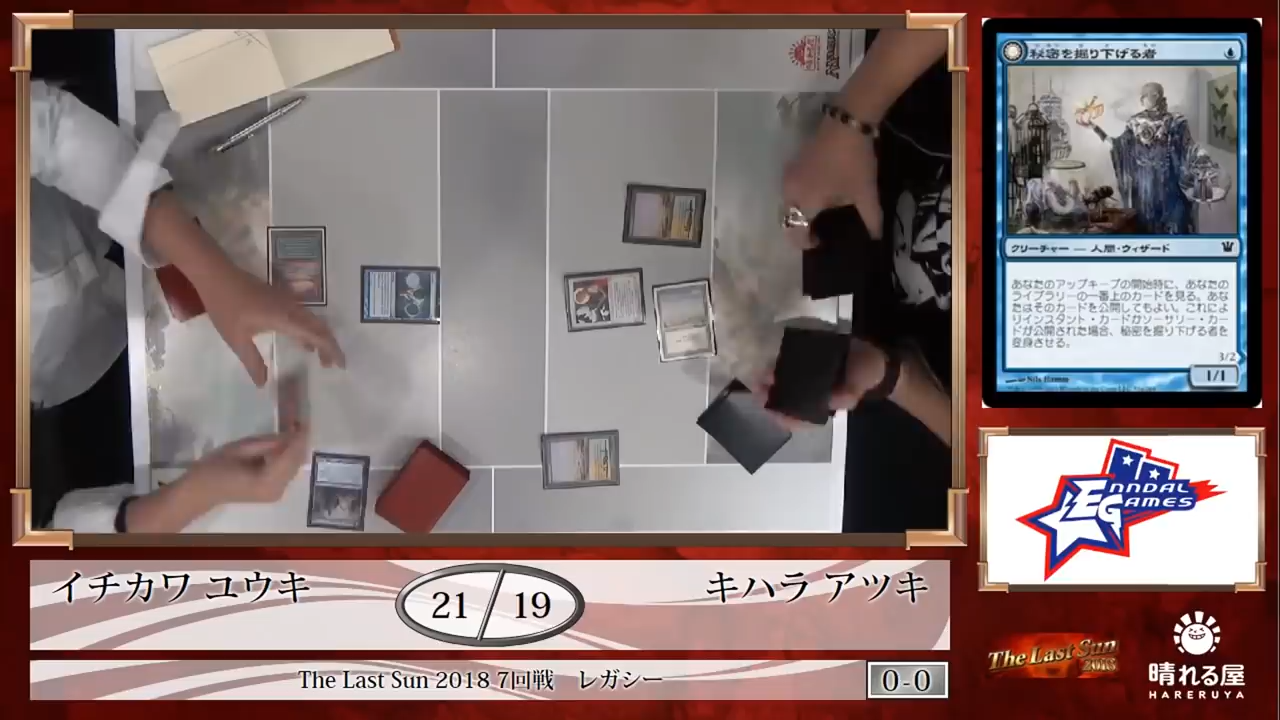 秘密を掘り下げる者
クリーチャー ― 人間・ウィザード
あなたのアップキープの開始時に、あなたの
ライブラリーの一番上のカードを見る。あな
たはそのカードを公開してもよい。これによ
りインスタント・カードかソーサリー・カー
ドが公開された場合、秘密を掘り下げる者を
変身させる。
3/2
1/1
Nils Hamm
ENNDAL
GAMES
イチカワ ユウキ
21/19
キハラ アツキ
The Last Sun 2018 7回戦 レガシー
0-0
The Last Sun
2018
晴れる屋
HARERUYA